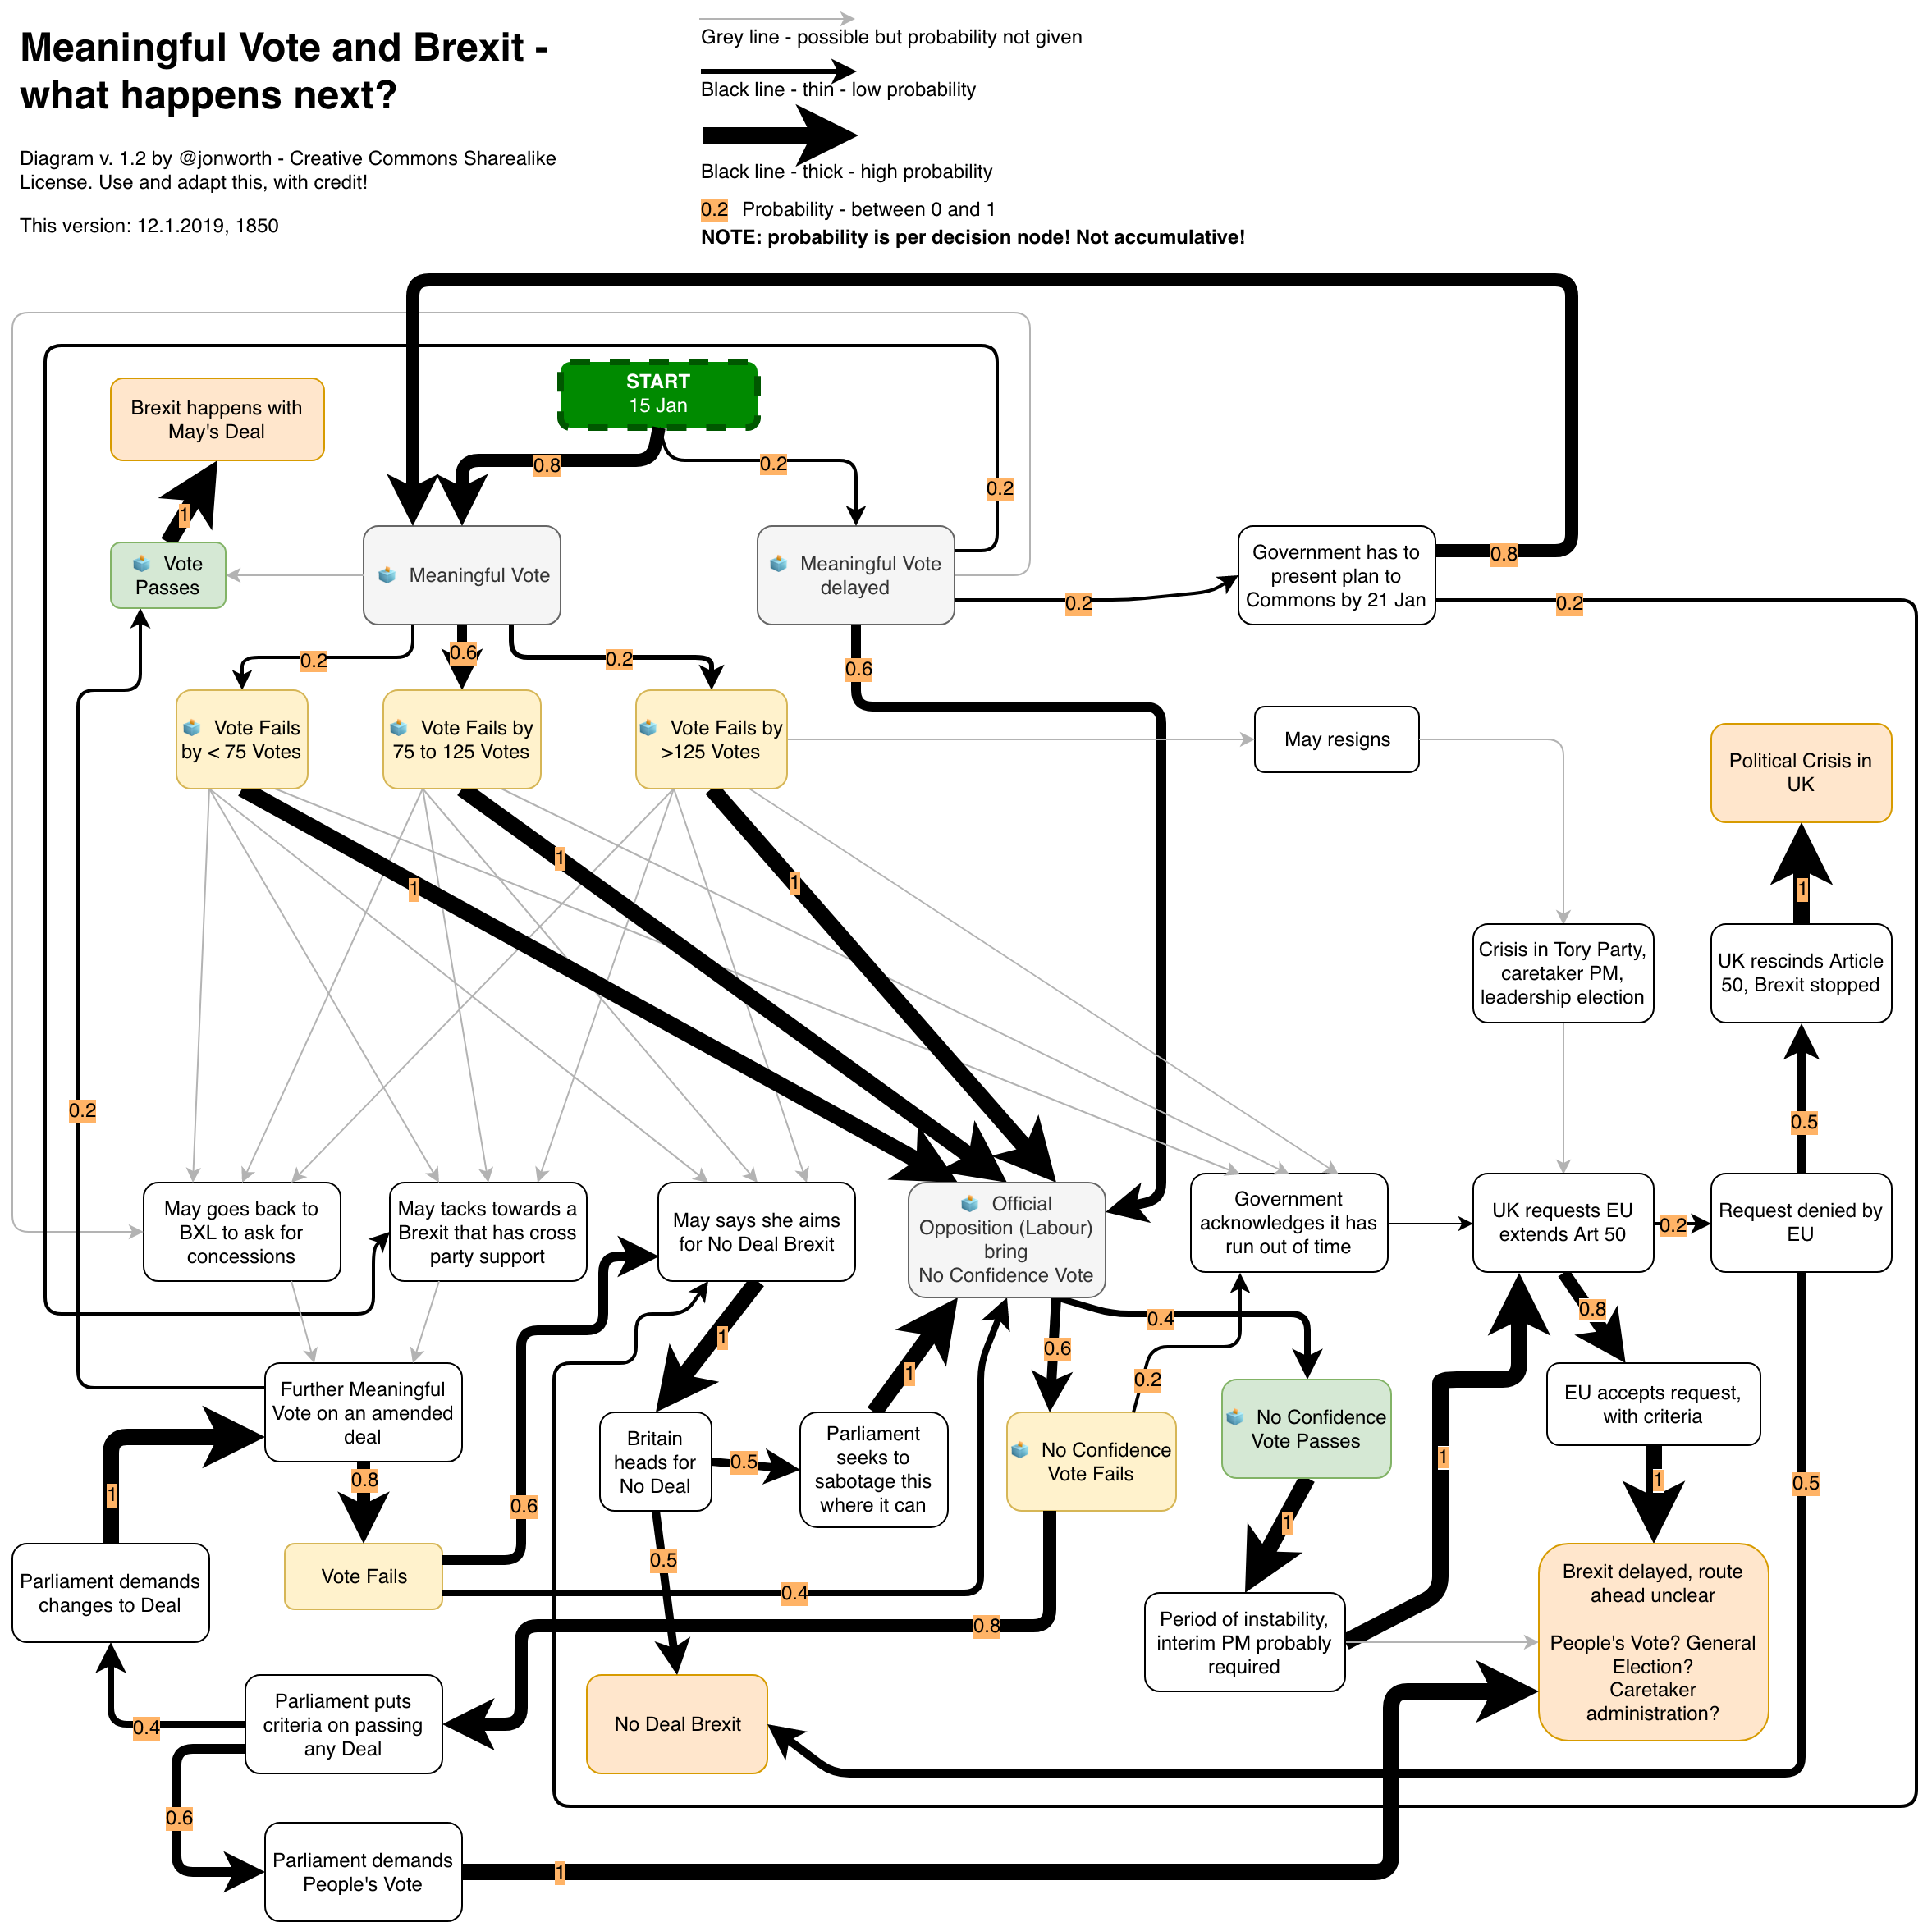 Meaningful Vote and Brexit -
what happens next?
Diagram v. 1.2 by @jonworth - Creative Commons Sharealike
License. Use and adapt this, with credit!
This version: 12.1.2019, 1850
Grey line - possible but probability not given
Black line - thin - low probability
Black line - thick - high probability
0.2 Probability - between 0 and 1
NOTE: probability is per decision node! Not accumulative!
START
15 Jan
Brexit happens with
May's Deal
0.8
0.2
0.2
1
Vote
Passes
Meaningful Vote
Meaningful Vote
delayed
Government has to
present plan to
Commons by 21 Jan
0.8
0.2
0.2
0.2
0.6
0.2
0.6
Vote Fails
by < 75 Votes
Vote Fails by
75 to 125 Votes
Vote Fails by
>125 Votes
May resigns
Political Crisis in
UK
1
1
1
1
Crisis in Tory Party,
caretaker PM,
leadership election
UK rescinds Article
50, Brexit stopped
0.2
0.5
May goes back to
BXL to ask for
concessions
May tacks towards a
Brexit that has cross
party support
May says she aims
for No Deal Brexit
Official
Opposition (Labour)
bring
No Confidence Vote
Government
acknowledges it has
run out of time
UK requests EU
extends Art 50
0.2
Request denied by
EU
1
1
0.6
0.4
0.2
0.8
Further Meaningful
Vote on an amended
deal
Britain
heads for
No Deal
0.5
Parliament
seeks to
sabotage this
where it can
No Confidence
Vote Fails
No Confidence
Vote Passes
EU accepts request,
with criteria
1
0.8
0.6
0.5
1
1
1
0.5
Parliament demands
changes to Deal
Vote Fails
0.4
0.8
Period of instability,
interim PM probably
required
Brexit delayed, route
ahead unclear
People's Vote? General
Election?
Caretaker
administration?
0.4
Parliament puts
criteria on passing
any Deal
No Deal Brexit
0.6
Parliament demands
People's Vote
1